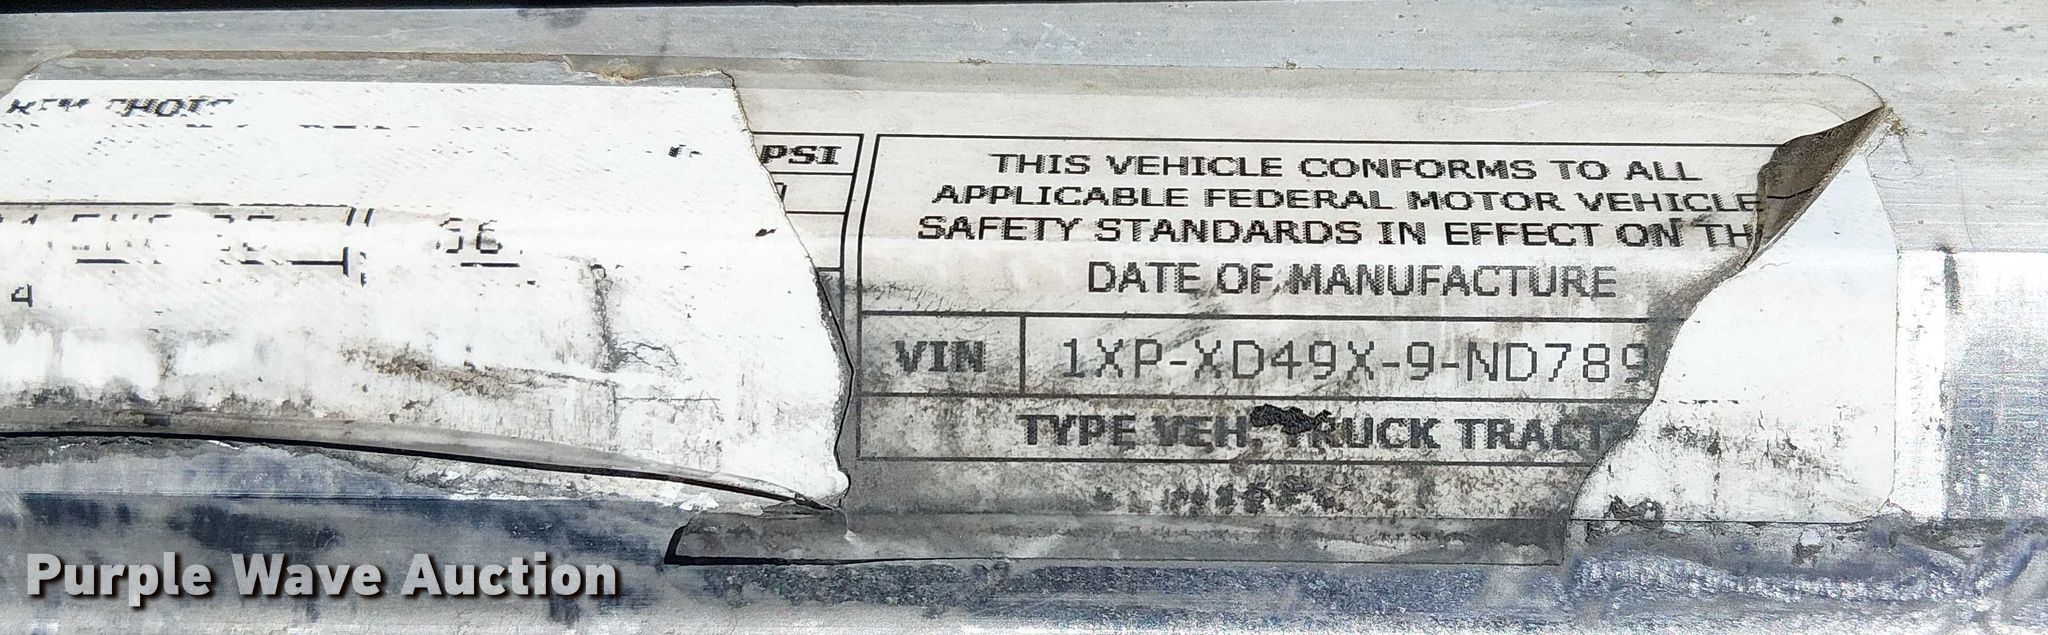 PSI
THIS VEHICLE CONFORMS TO ALL
APPLICABLE FEDERAL MOTOR VEHICLE
SAFETY STANDARDS IN EFFECT ON TH
DATE OF MANUFACTURE
VIN 1XP-XD49X-9-ND789
TYPE VEH. TRUCK TRACT
Purple Wave Auction